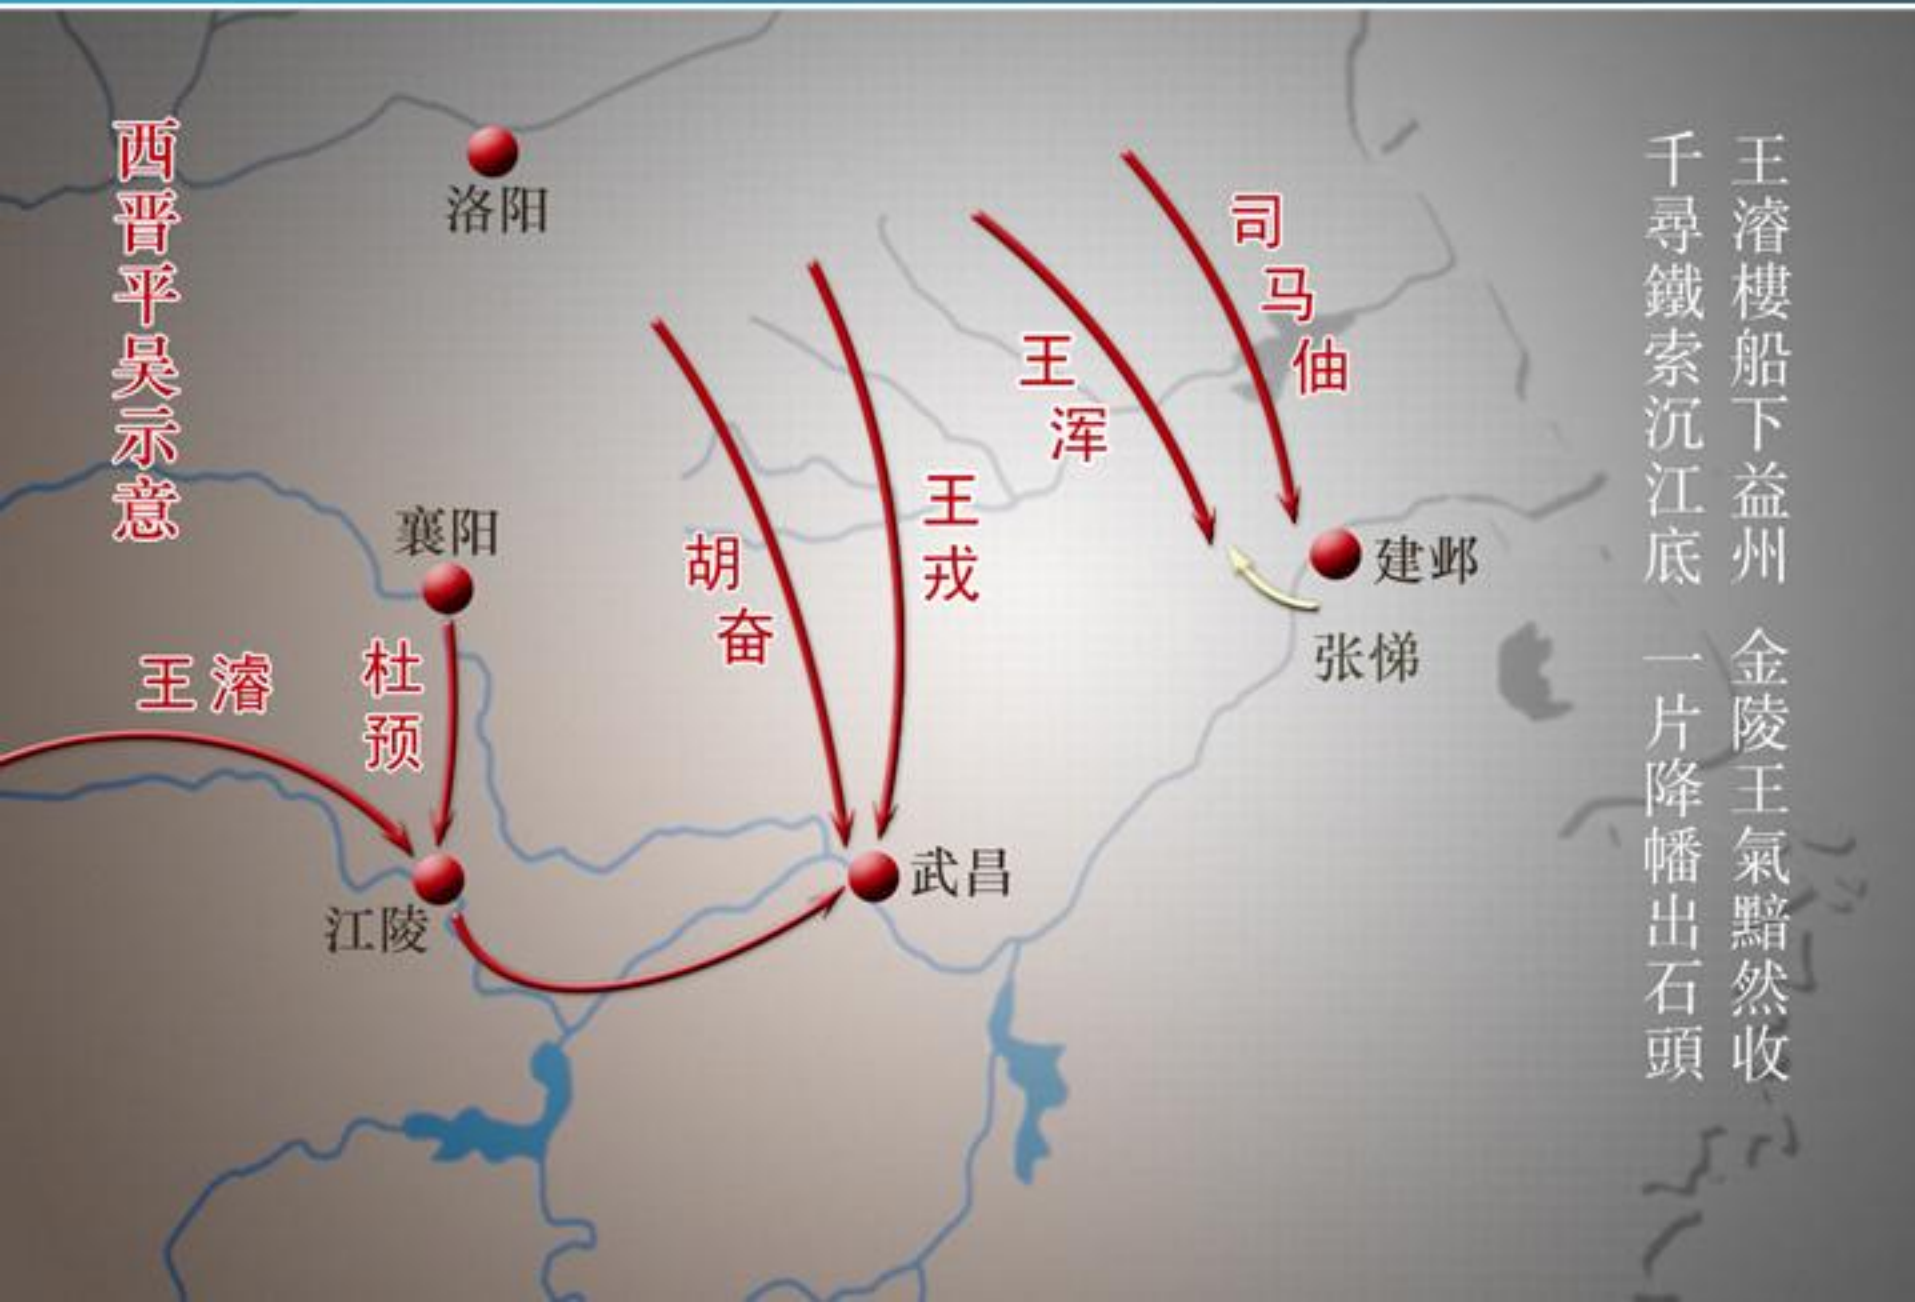 西晋平吴示意
洛阳
司马伷
王浑
王戎
胡奋
襄阳
杜预
王濬
建邺
张悌
武昌
江陵
王濬樓船下益州 金陵王氣黯然收
千尋鐵索沉江底 一片降幡出石頭